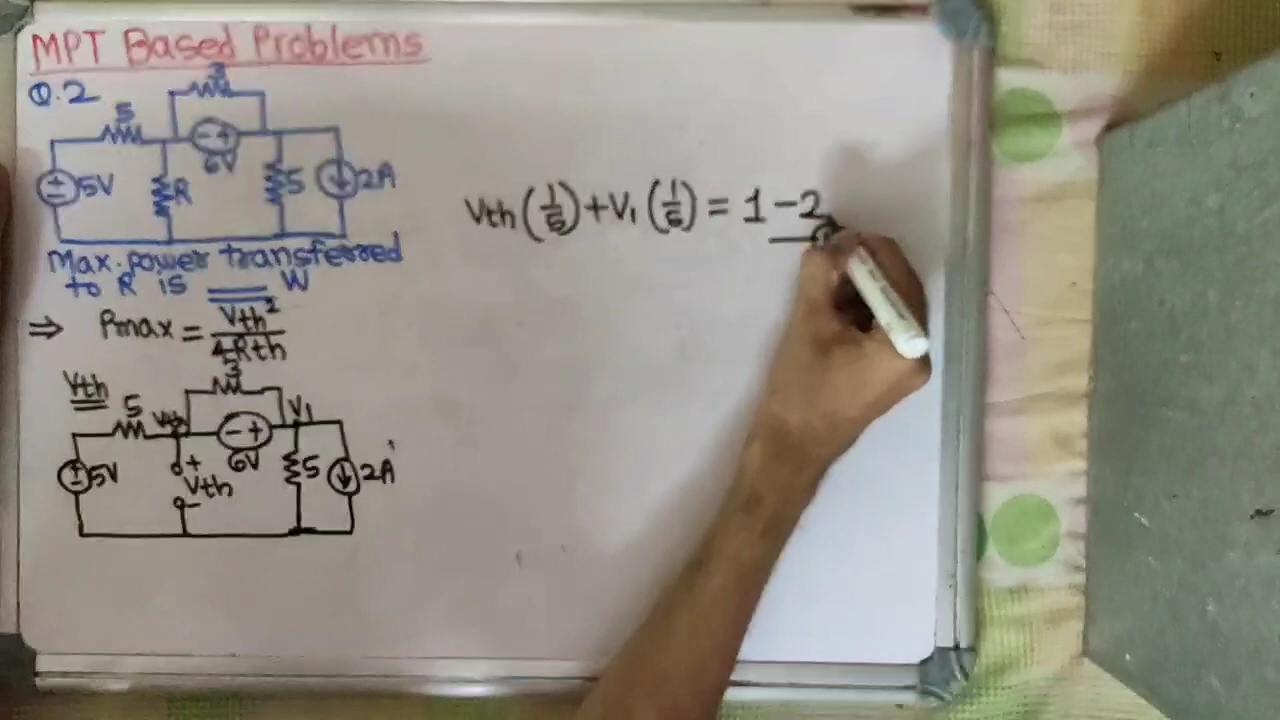 MPT Based Problems
Q.2
3
5
- +
6V
± 5V
R
5
2A
Max. power transferred
to R is ___ W
⇒ Pmax = Vth² / 4Rth
Vth
3
5
Vth
V1
- +
6V
± 5V
+
Vth
-
5
2A
Vth (1/5) + V1 (1/5) = 1 - 2